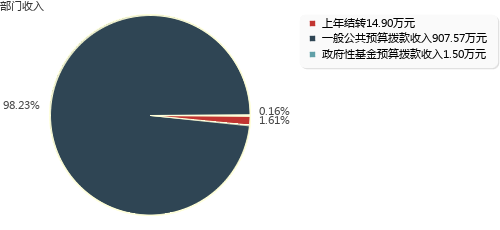 部门收入
上年结转14.90万元
一般公共预算拨款收入907.57万元
政府性基金预算拨款收入1.50万元
98.23%
0.16%
1.61%